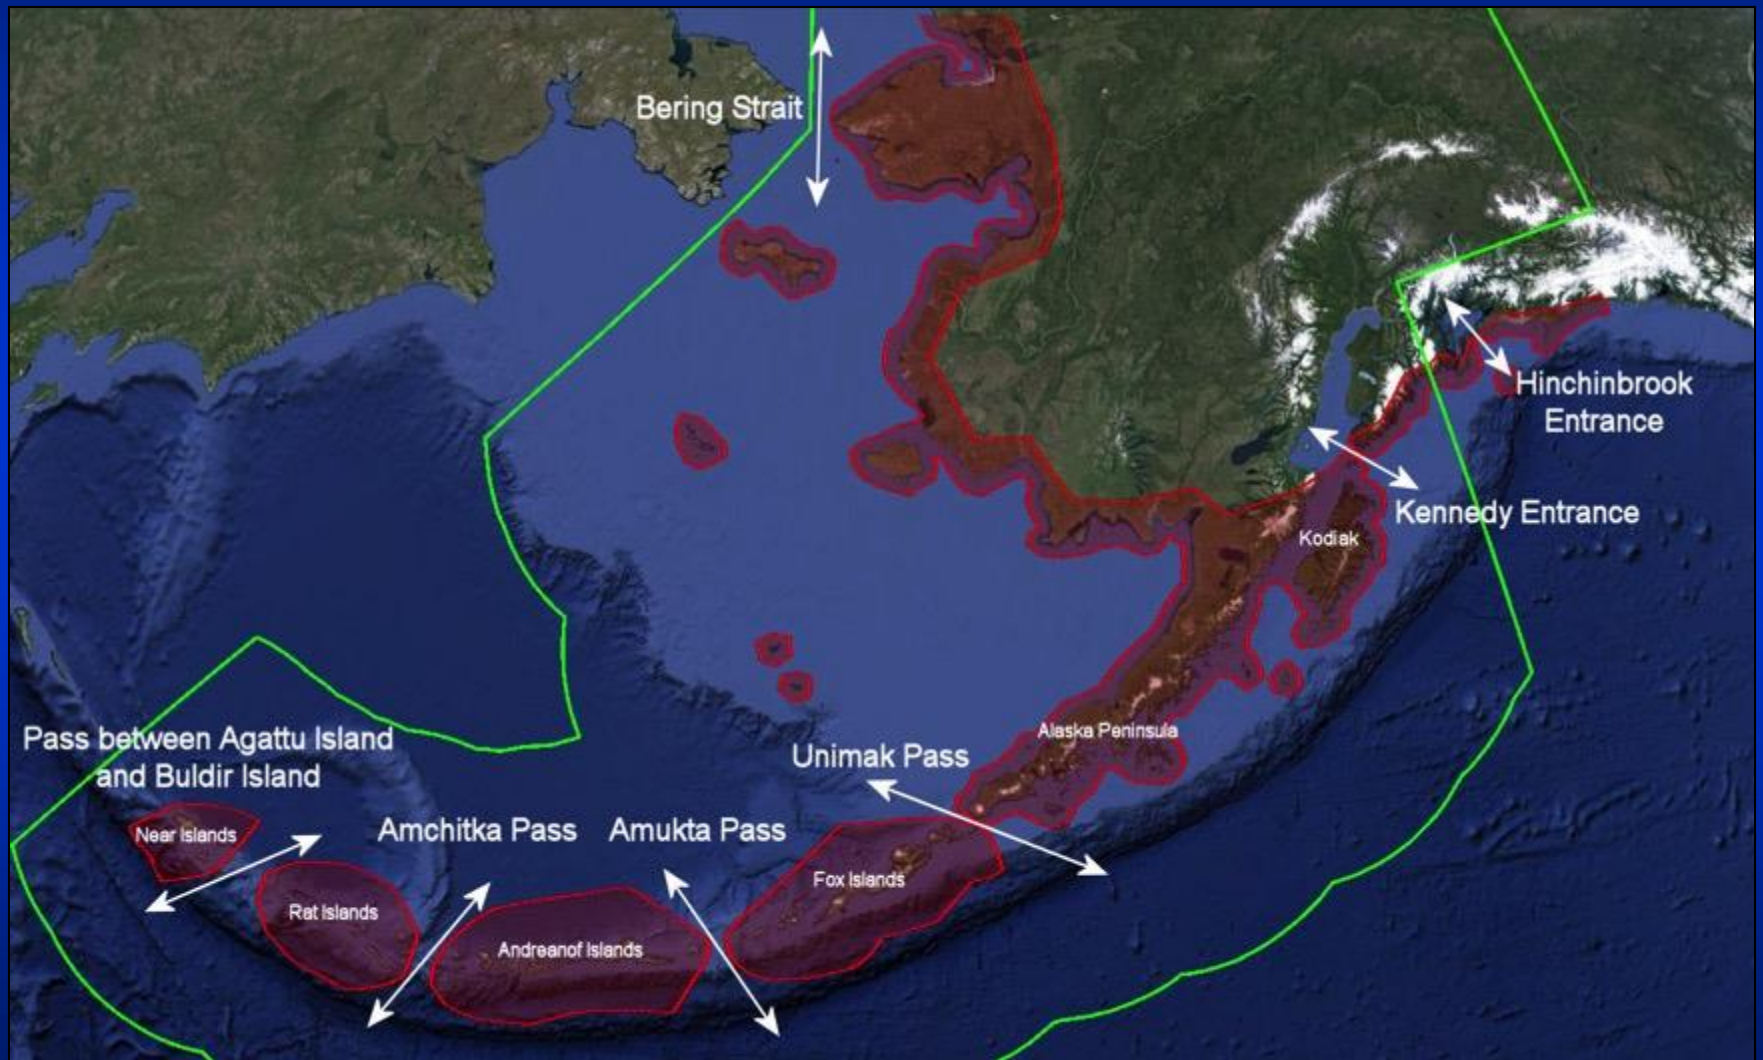 Bering Strait
Hinchinbrook
Entrance
Kennedy Entrance
Kodiak
Alaska Peninsula
Unimak Pass
Pass between Agattu Island
and Buldir Island
Near Islands
Amchitka Pass
Amukta Pass
Fox Islands
Rat Islands
Andreanof Islands